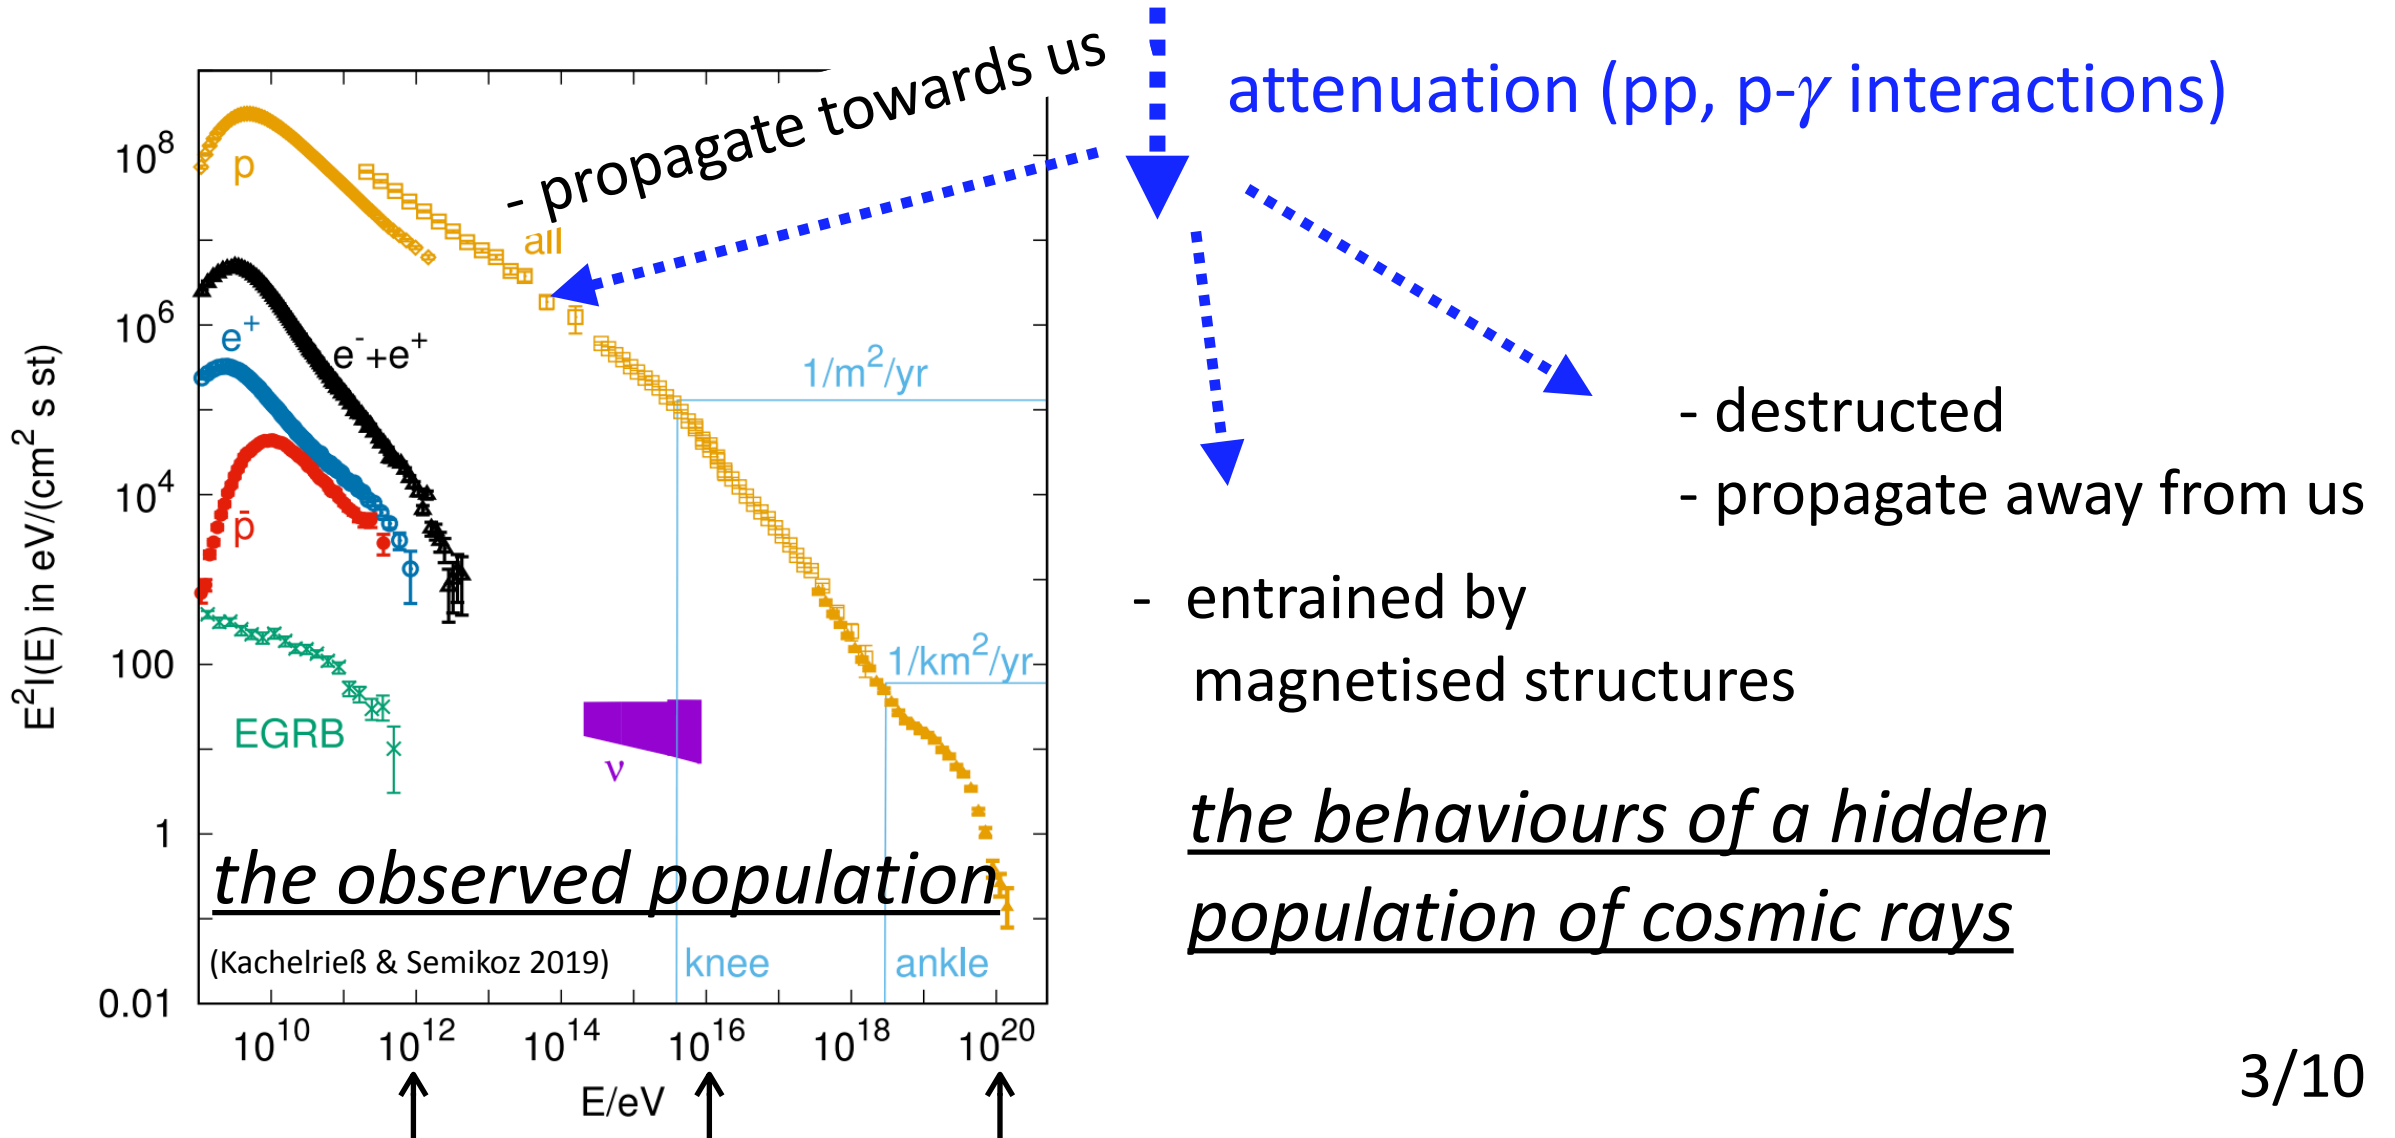 - propagate towards us
attenuation (pp, p-γ interactions)
- destructed
- propagate away from us
- entrained by
magnetised structures
the behaviours of a hidden
population of cosmic rays
E²I(E) in eV/(cm² s st)
10⁸
10⁶
10⁴
100
1
0.01
p
all
e⁺
e⁻+e⁺
p̄
EGRB
ν
1/m²/yr
1/km²/yr
the observed population
(Kachelrieß & Semikoz 2019)
knee
ankle
10¹⁰ 10¹² 10¹⁴ 10¹⁶ 10¹⁸ 10²⁰
E/eV
3/10